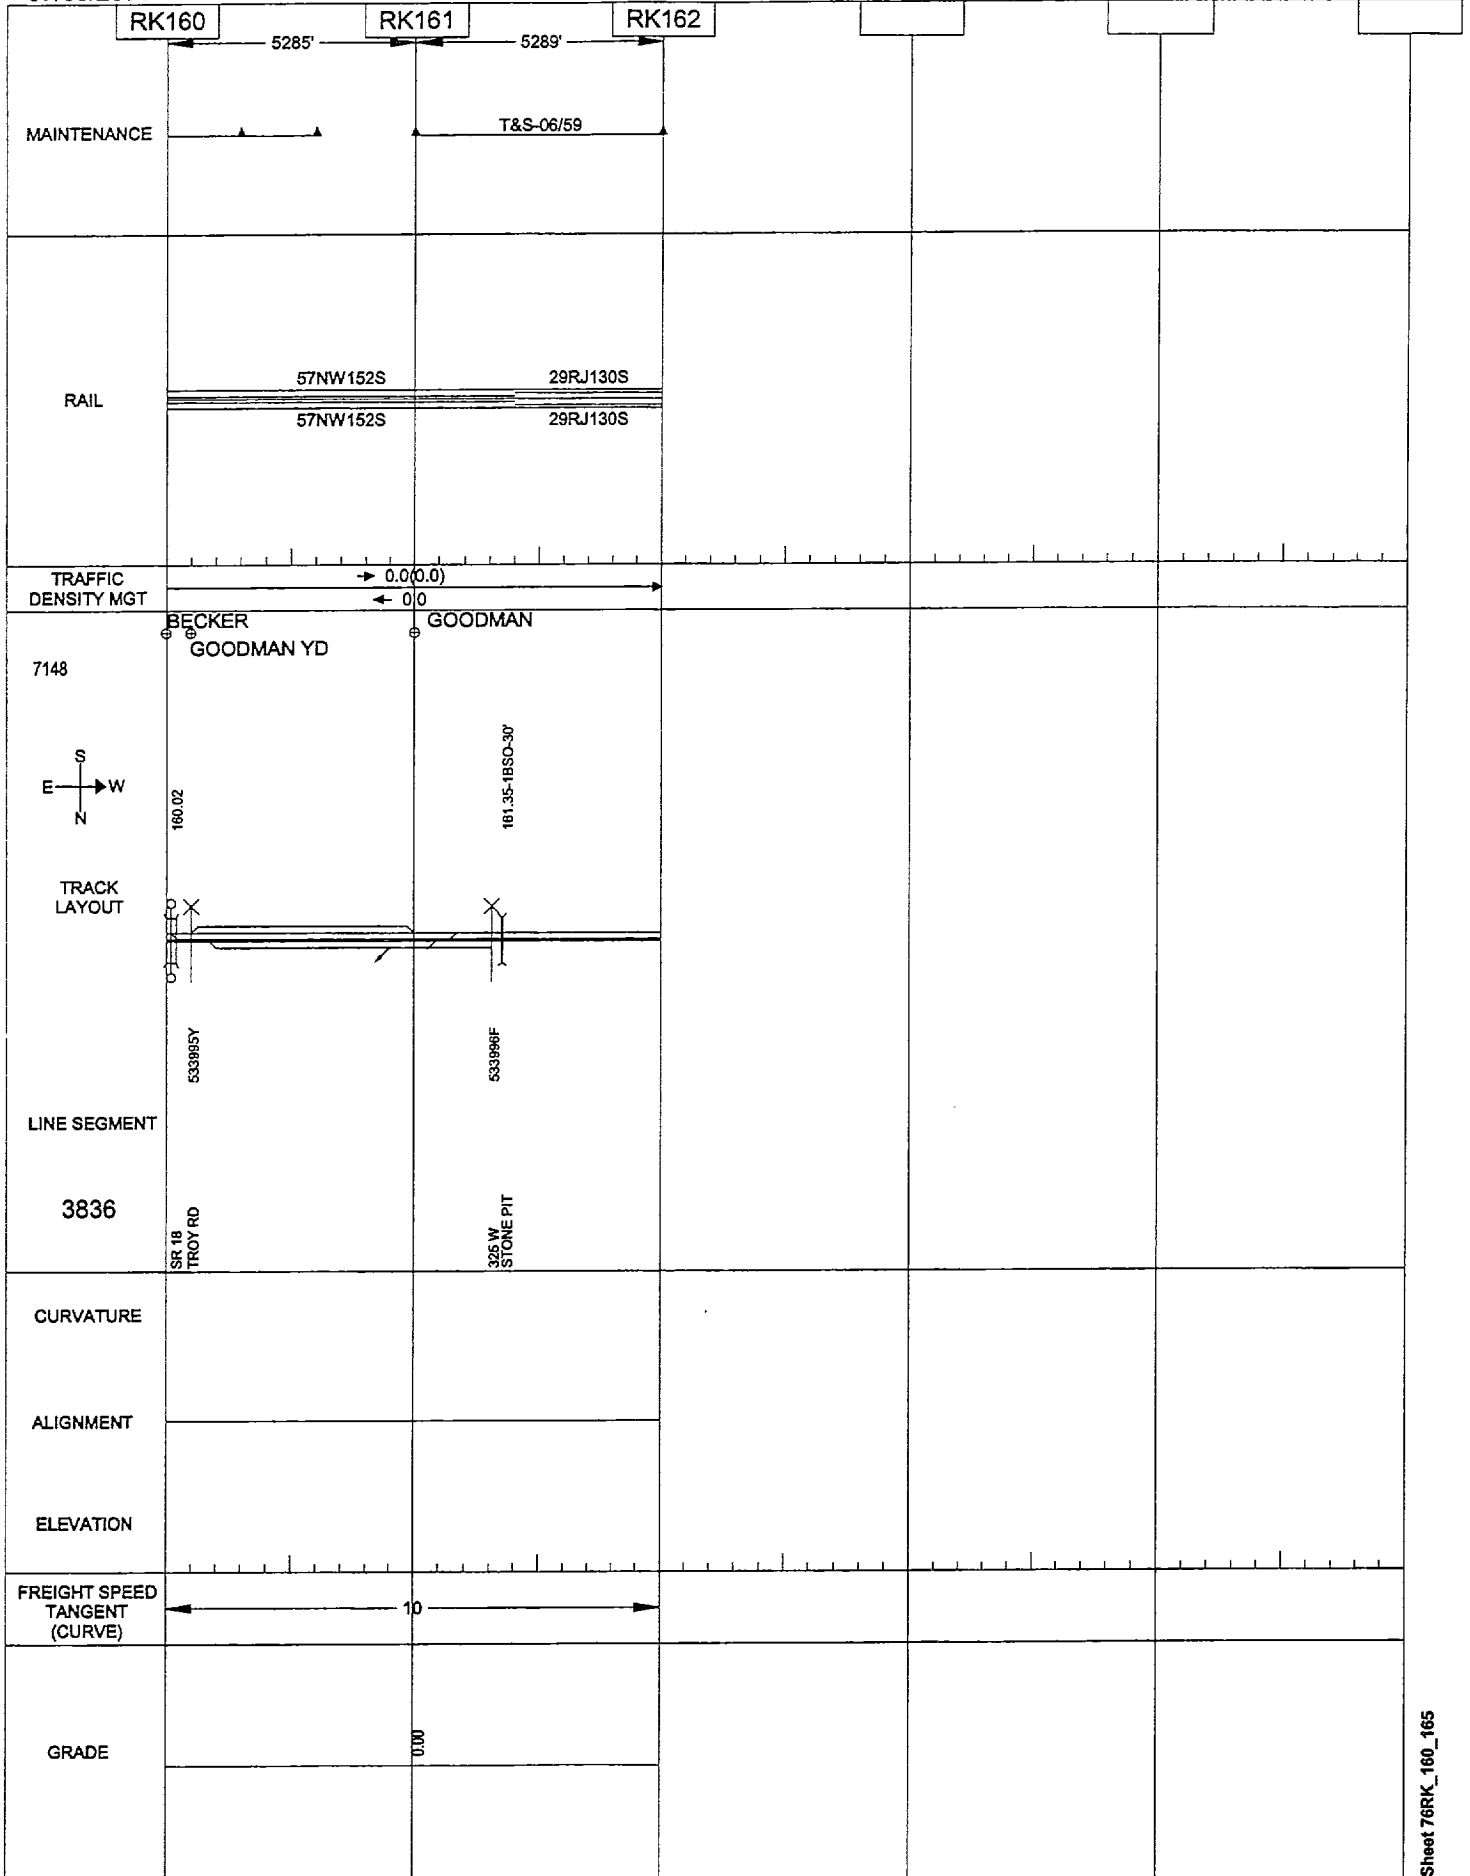 RK160
RK161
RK162
5285'
5289'
MAINTENANCE
T&S-06/59
RAIL
57NW152S
29RJ130S
57NW152S
29RJ130S
TRAFFIC
DENSITY MGT
0.0(0.0)
0.0
BECKER
GOODMAN YD
GOODMAN
7148
S
E
W
N
160.02
161.35-1BSO-30'
TRACK
LAYOUT
533995Y
533996F
LINE SEGMENT
3836
SR 18
TROY RD
325 W
STONE PIT
CURVATURE
ALIGNMENT
ELEVATION
FREIGHT SPEED
TANGENT
(CURVE)
10
GRADE
0.00
Sheet 76RK_160_165